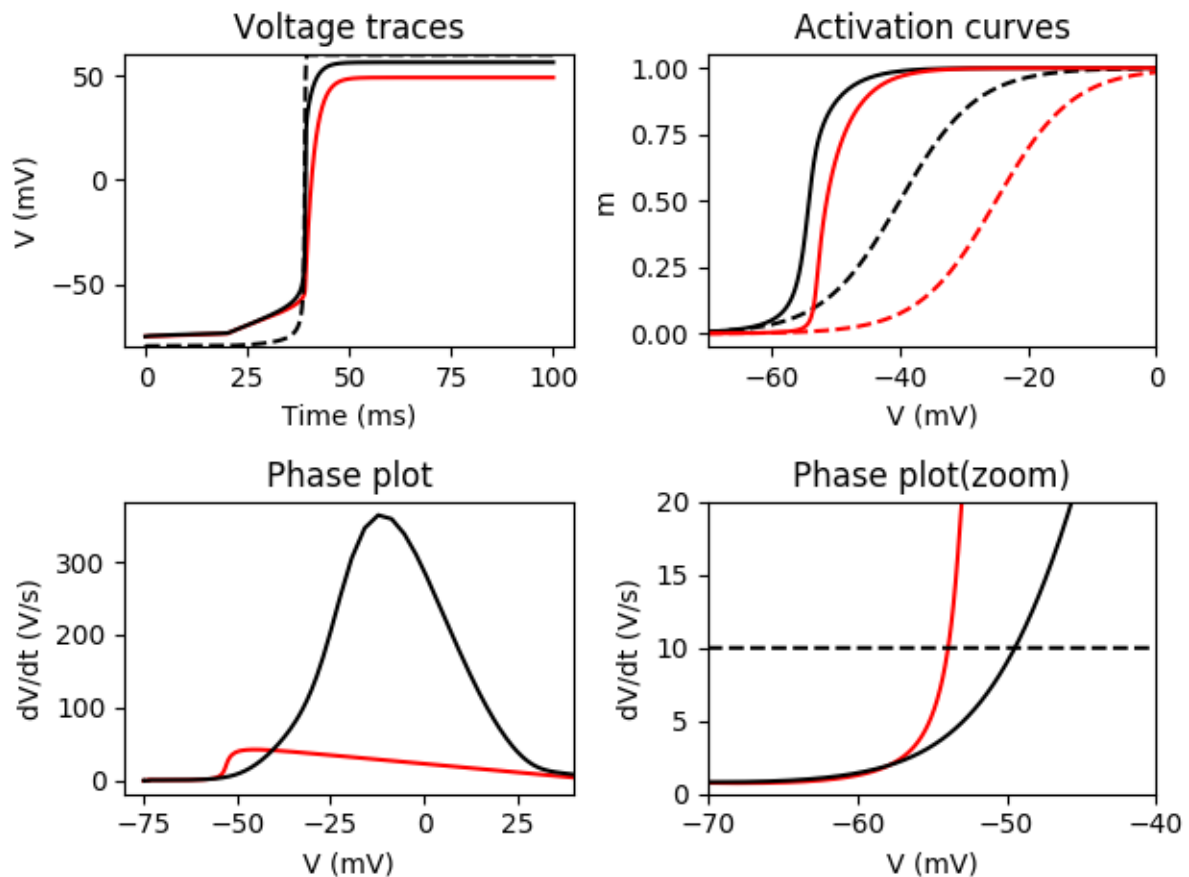 Voltage traces
50
0
−50
V (mV)
0
25
50
75
100
Time (ms)
Activation curves
1.00
0.75
0.50
0.25
0.00
m
−60
−40
−20
0
V (mV)
Phase plot
300
200
100
0
dV/dt (V/s)
−75
−50
−25
0
25
V (mV)
Phase plot(zoom)
20
15
10
5
0
dV/dt (V/s)
−70
−60
−50
−40
V (mV)